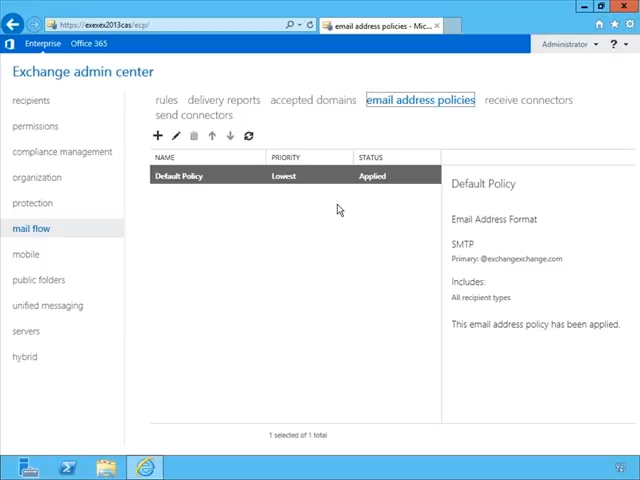 https://exexex2013cas/ecp/
email address policies - Mic...
Enterprise Office 365
Administrator ?
Exchange admin center
recipients
permissions
compliance management
organization
protection
mail flow
mobile
public folders
unified messaging
servers
hybrid
rules delivery reports accepted domains email address policies receive connectors
send connectors
NAME PRIORITY STATUS
Default Policy Lowest Applied
1 selected of 1 total
Default Policy
Email Address Format
SMTP
Primary: @exchangexchange.com
Includes:
All recipient types
This email address policy has been applied.